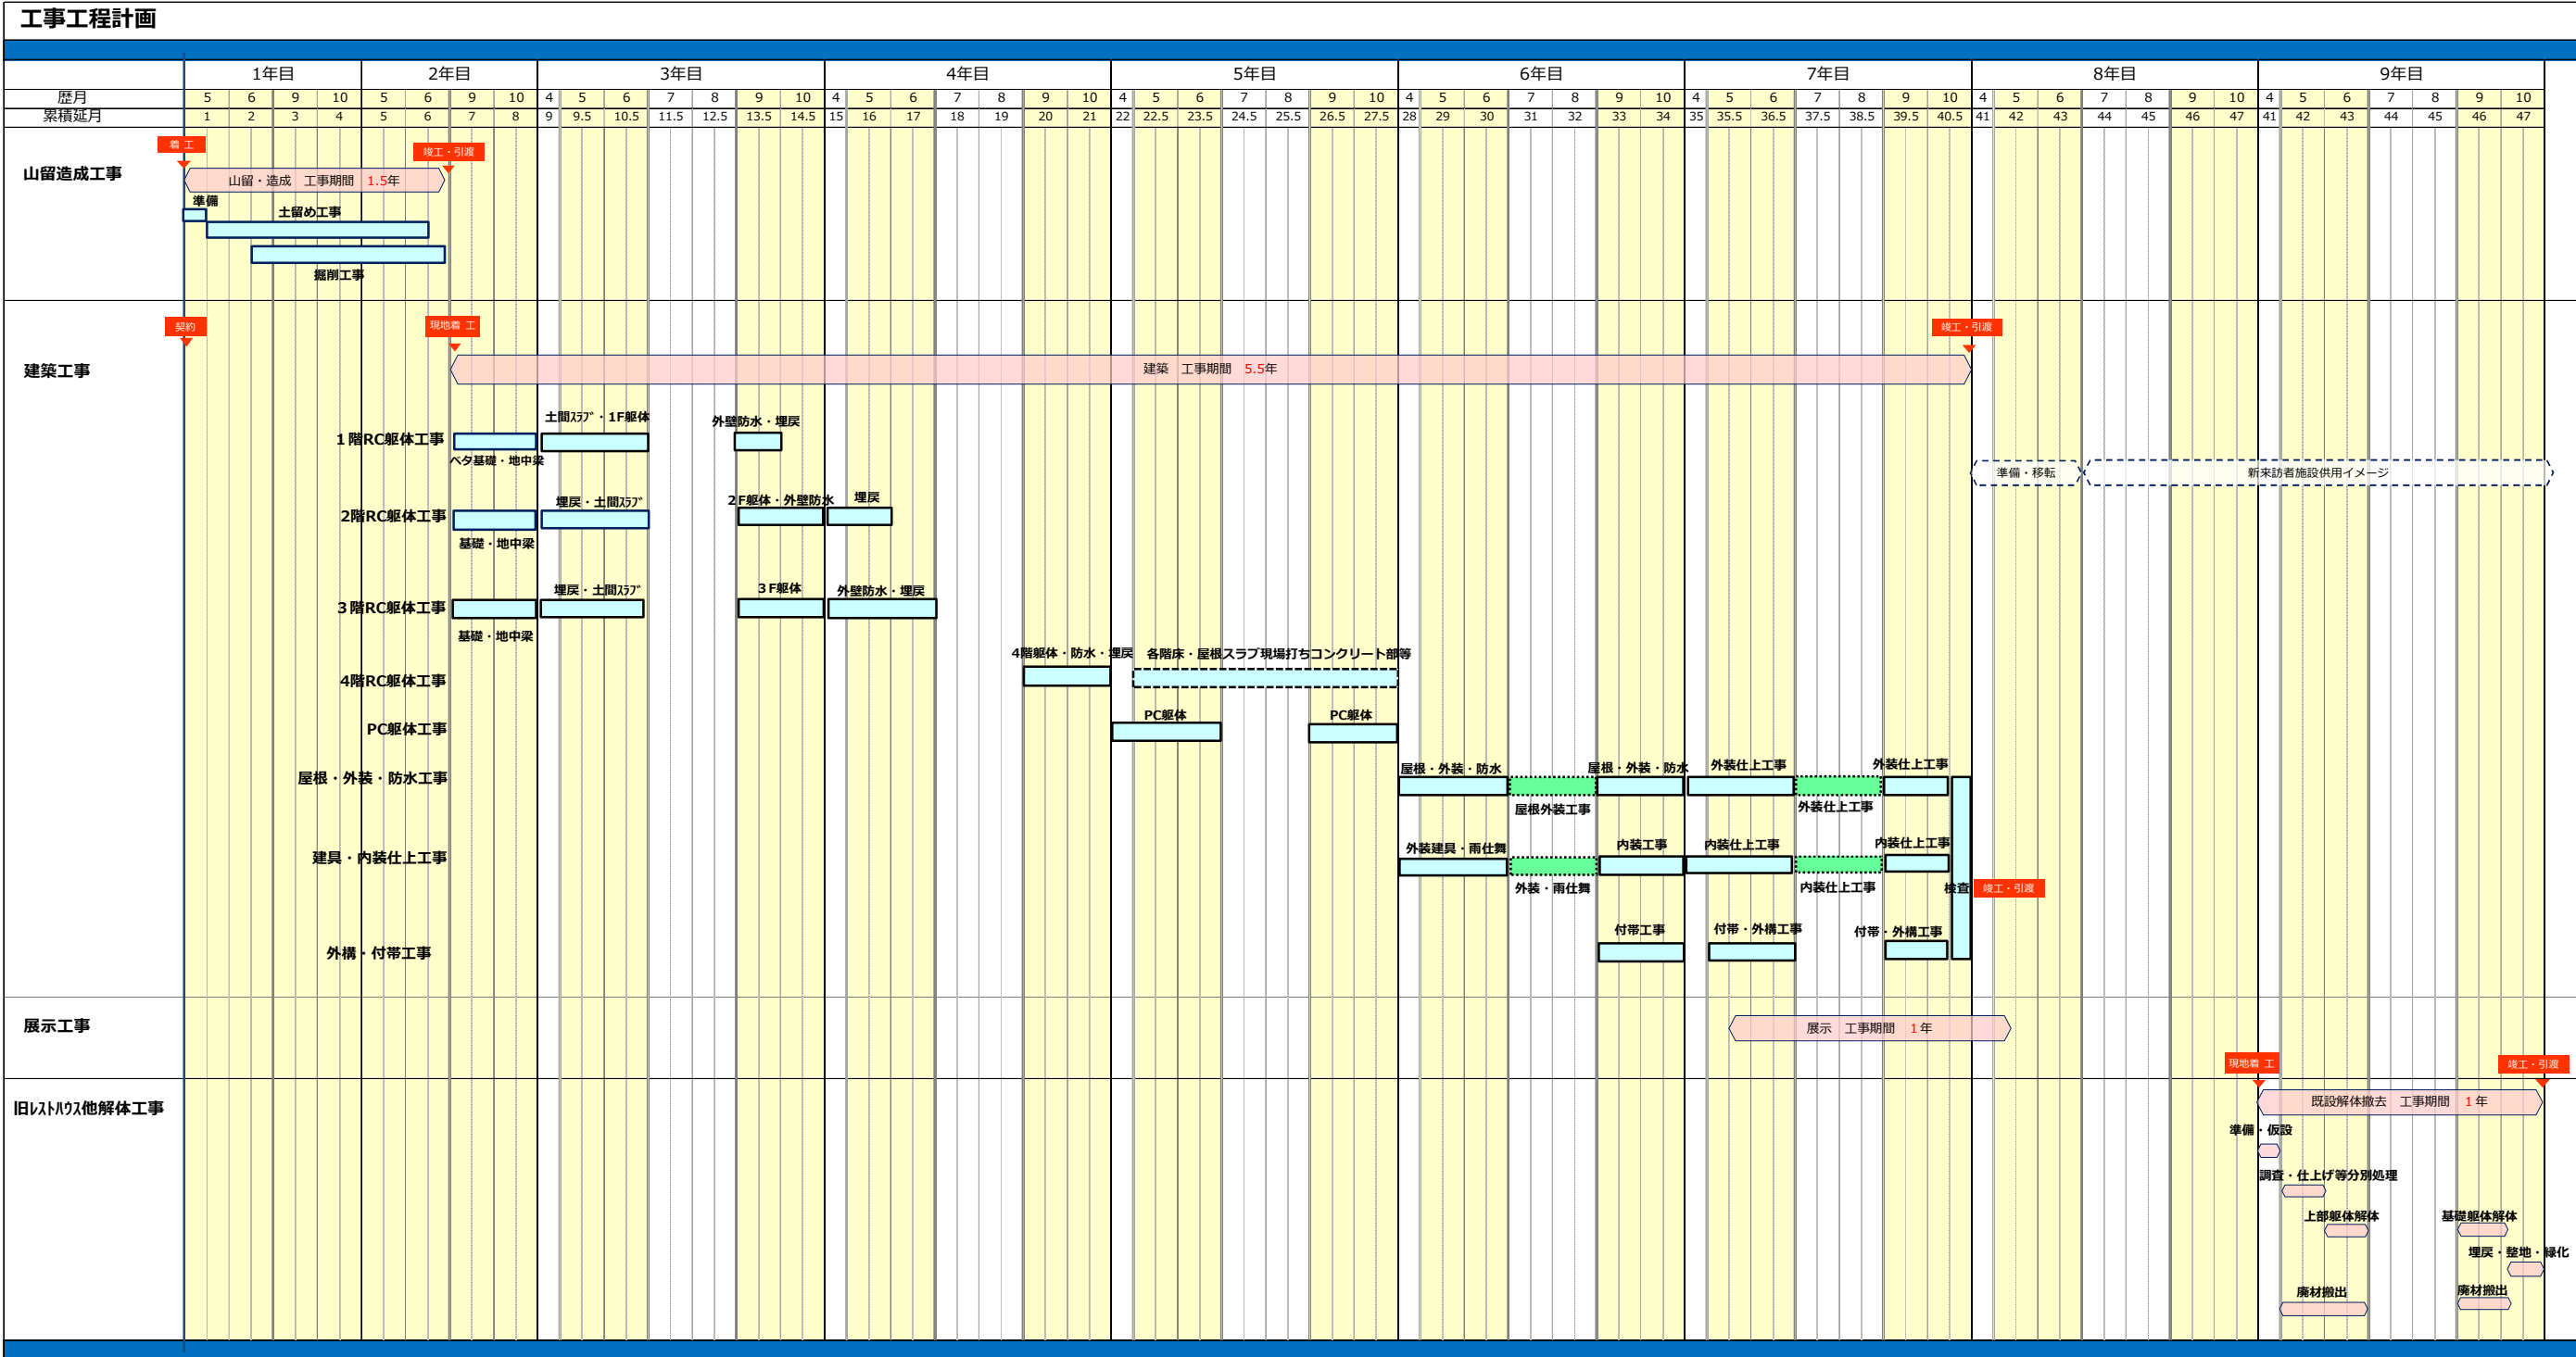 工事工程計画
1年目 2年目 3年目 4年目 5年目 6年目 7年目 8年目 9年目
歴月 5 6 9 10 5 6 9 10 4 5 6 7 8 9 10 4 5 6 7 8 9 10 4 5 6 7 8 9 10 4 5 6 7 8 9 10 4 5 6 7 8 9 10 4 5 6 7 8 9 10 4 5 6 7 8 9 10
累積延月 1 2 3 4 5 6 7 8 9 9.5 10.5 11.5 12.5 13.5 14.5 15 16 17 18 19 20 21 22 22.5 23.5 24.5 25.5 26.5 27.5 28 29 30 31 32 33 34 35 35.5 36.5 37.5 38.5 39.5 40.5 41 42 43 44 45 46 47 41 42 43 44 45 46 47
着 工
竣工・引渡
山留造成工事
山留・造成 工事期間 1.5年
準備
土留め工事
掘削工事
契約
現地着 工
竣工・引渡
建築工事
建築 工事期間 5.5年
土間ｽﾗﾌﾞ・1F躯体
外壁防水・埋戻
１階RC躯体工事
ベタ基礎・地中梁
準備・移転
新来訪者施設供用イメージ
埋戻・土間ｽﾗﾌﾞ
２F躯体・外壁防水
埋戻
2階RC躯体工事
基礎・地中梁
埋戻・土間ｽﾗﾌﾞ
３F躯体
外壁防水・埋戻
３階RC躯体工事
基礎・地中梁
4階躯体・防水・埋戻
各階床・屋根スラブ現場打ちコンクリート部等
4階RC躯体工事
PC躯体
PC躯体
PC躯体工事
屋根・外装・防水
屋根・外装・防水
外装仕上工事
外装仕上工事
屋根・外装・防水工事
屋根外装工事
外装仕上工事
外装建具・雨仕舞
内装工事
内装仕上工事
内装仕上工事
建具・内装仕上工事
外装・雨仕舞
内装仕上工事
検査
竣工・引渡
付帯工事
付帯・外構工事
付帯・外構工事
外構・付帯工事
展示工事
展示 工事期間 1年
現地着 工
竣工・引渡
旧ﾚｽﾄﾊｳｽ他解体工事
既設解体撤去 工事期間 1年
準備・仮設
調査・仕上げ等分別処理
上部躯体解体
基礎躯体解体
埋戻・整地・緑化
廃材搬出
廃材搬出